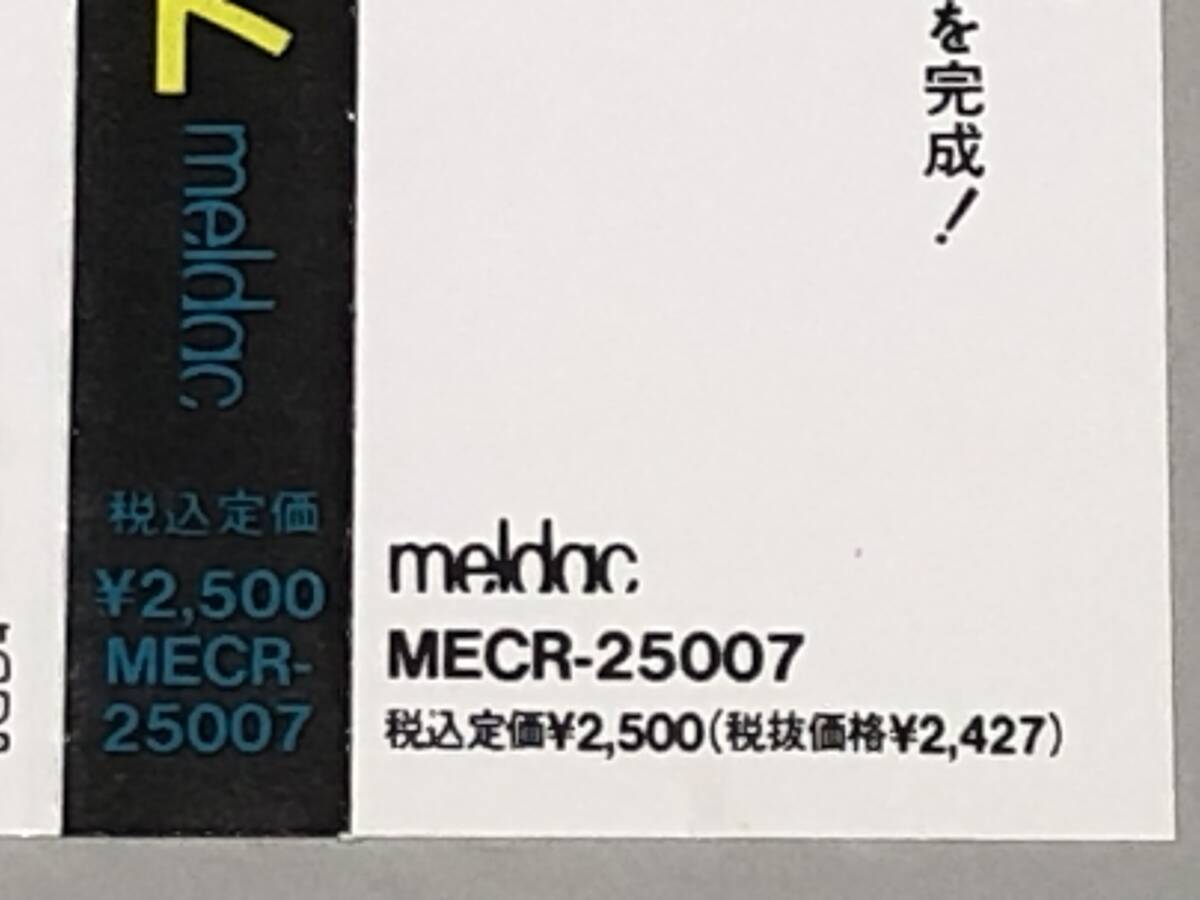 を完成!
meldac
税込定価
¥2,500
MECR-
25007
meldac
MECR-25007
税込定価¥2,500(税抜価格¥2,427)